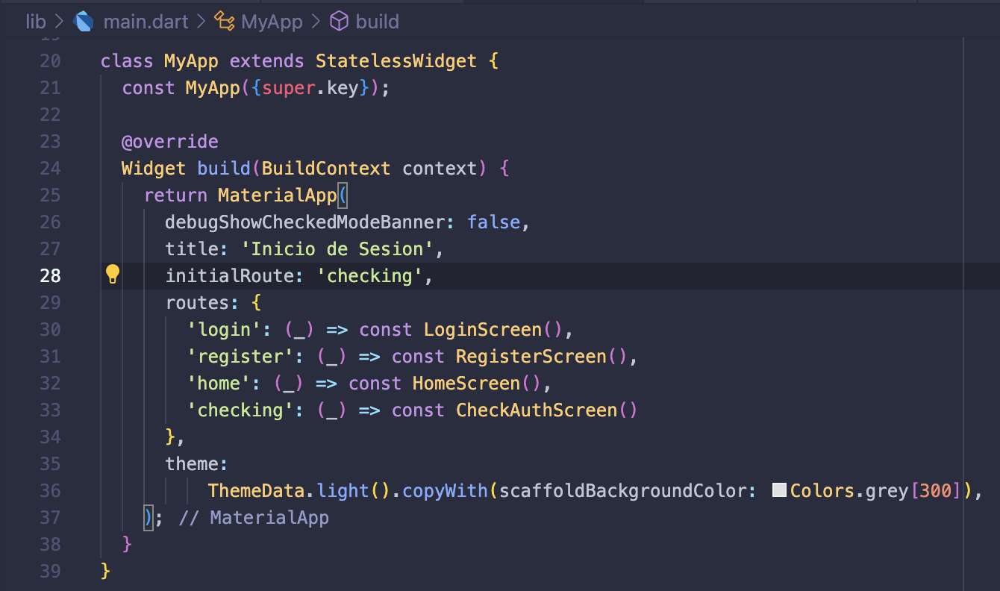 lib > main.dart > MyApp > build
19
20 class MyApp extends StatelessWidget {
21   const MyApp({super.key});
22
23   @override
24   Widget build(BuildContext context) {
25     return MaterialApp(
26       debugShowCheckedModeBanner: false,
27       title: 'Inicio de Sesion',
28       initialRoute: 'checking',
29       routes: {
30         'login': (_) => const LoginScreen(),
31         'register': (_) => const RegisterScreen(),
32         'home': (_) => const HomeScreen(),
33         'checking': (_) => const CheckAuthScreen()
34       },
35       theme:
36           ThemeData.light().copyWith(scaffoldBackgroundColor: Colors.grey[300]),
37     ); // MaterialApp
38   }
39 }